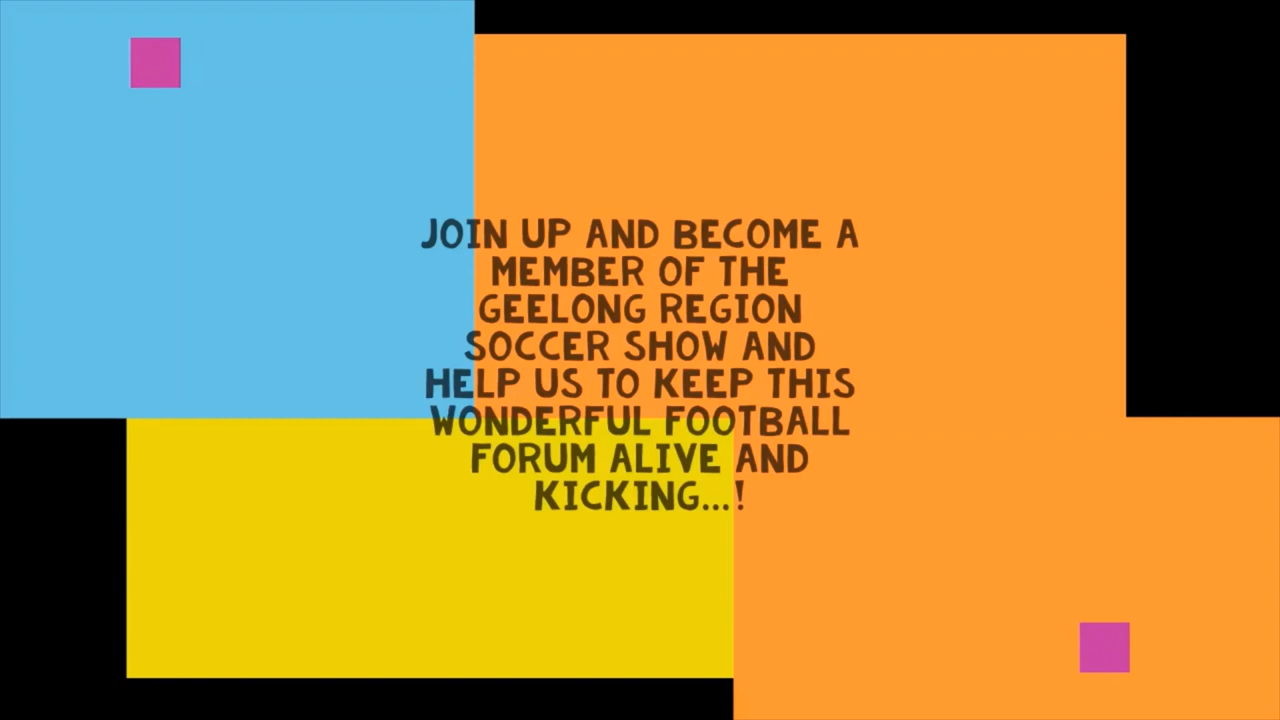 JOIN UP AND BECOME A
MEMBER OF THE
GEELONG REGION
SOCCER SHOW AND
HELP US TO KEEP THIS
WONDERFUL FOOTBALL
FORUM ALIVE AND
KICKING...!